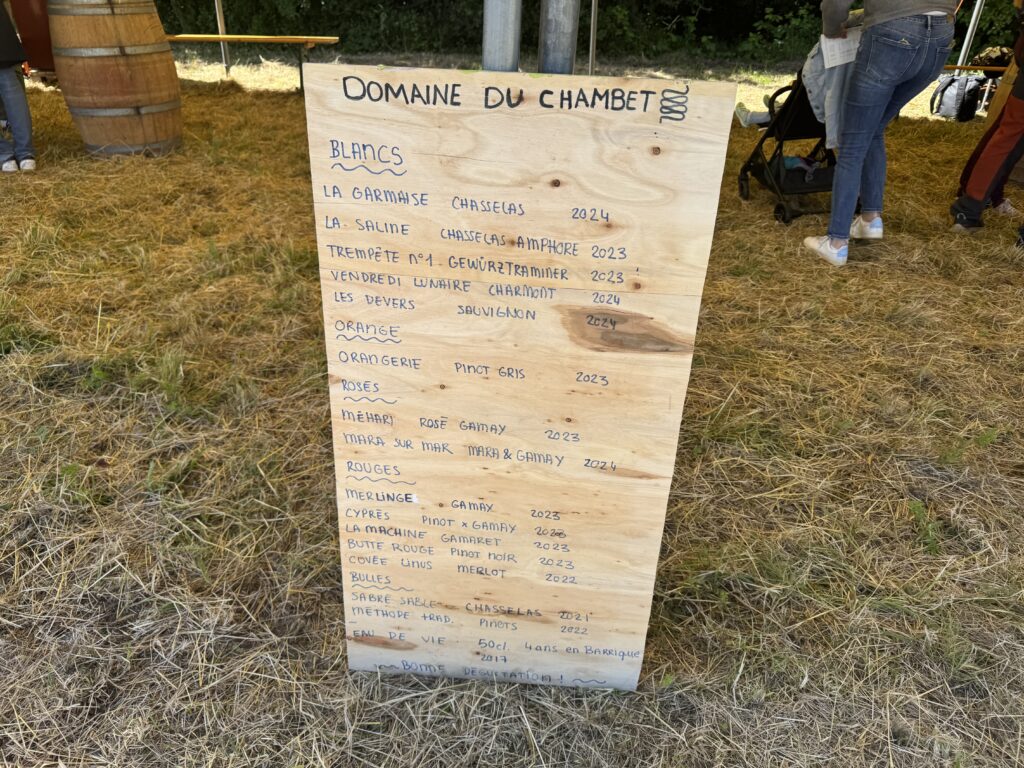 DOMAINE DU CHAMBET
BLANCS
LA GARMAISE CHASSELAS 2024
LA SALINE CHASSELAS AMPHORE 2023
TREMPÊTE N°1 GEWÜRZTRAMINER 2023
VENDREDI LUNAIRE CHARMONT 2024
LES DEVERS SAUVIGNON 2024
ORANGE
ORANGERIE PINOT GRIS 2023
ROSÉS
MÉHARI ROSÉ GAMAY 2023
MARA SUR MAR MARA & GAMAY 2024
ROUGES
MERLINGE GAMAY 2023
CYPRÈS PINOT x GAMAY
LA MACHINE GAMARET 2023
BUTTE ROUGE PINOT NOIR 2023
CUVÉE LINUS MERLOT 2022
BULLES
SABRE SABLE CHASSELAS 2021
METHODE TRAD. PINOTS 2022
EAU DE VIE 50cl 4 ANS EN BARRIQUE
2017
BONNE DÉGUSTATION !